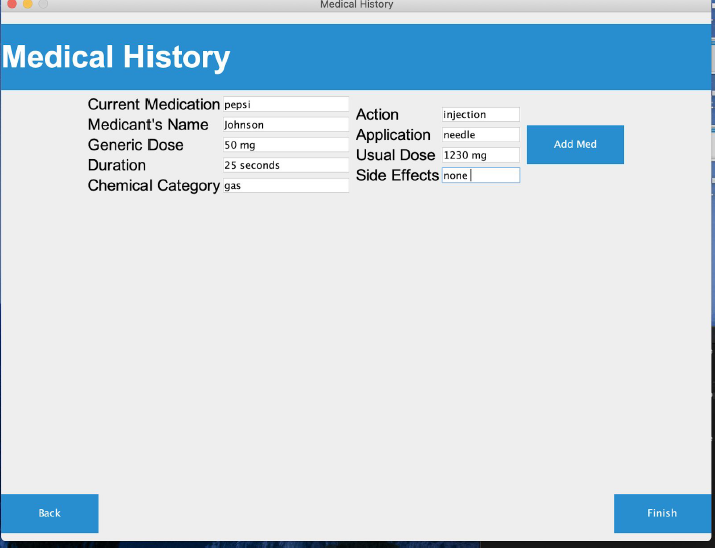 Medical History
Medical History
Current Medication pepsi
Medicant's Name Johnson
Generic Dose 50 mg
Duration 25 seconds
Chemical Category gas
Action injection
Application needle
Usual Dose 1230 mg
Side Effects none
Add Med
Back
Finish